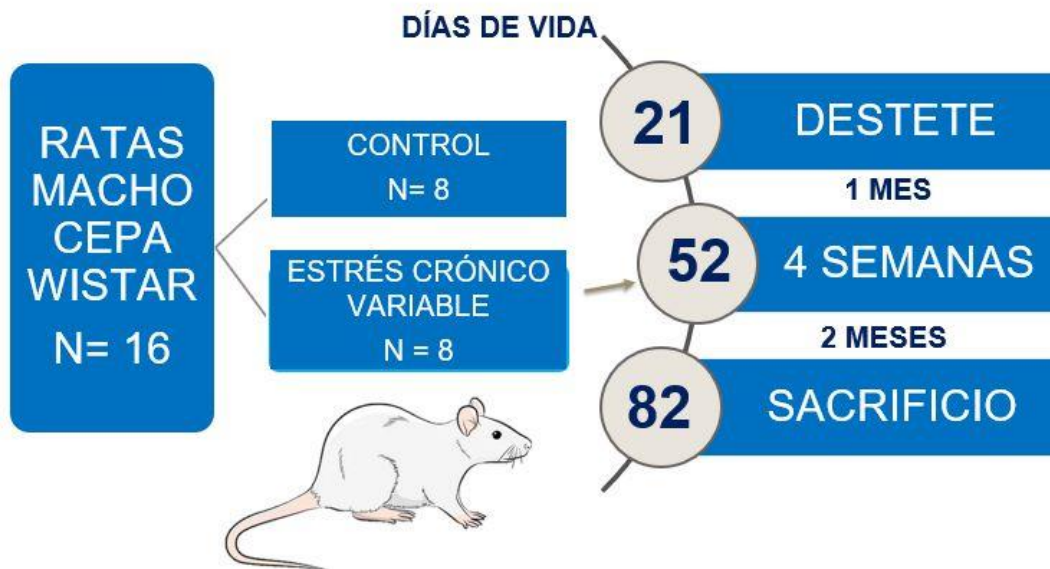 DÍAS DE VIDA
RATAS
MACHO
CEPA
WISTAR
N= 16
CONTROL
N= 8
ESTRÉS CRÓNICO
VARIABLE
N = 8
21
DESTETE
1 MES
52
4 SEMANAS
2 MESES
82
SACRIFICIO